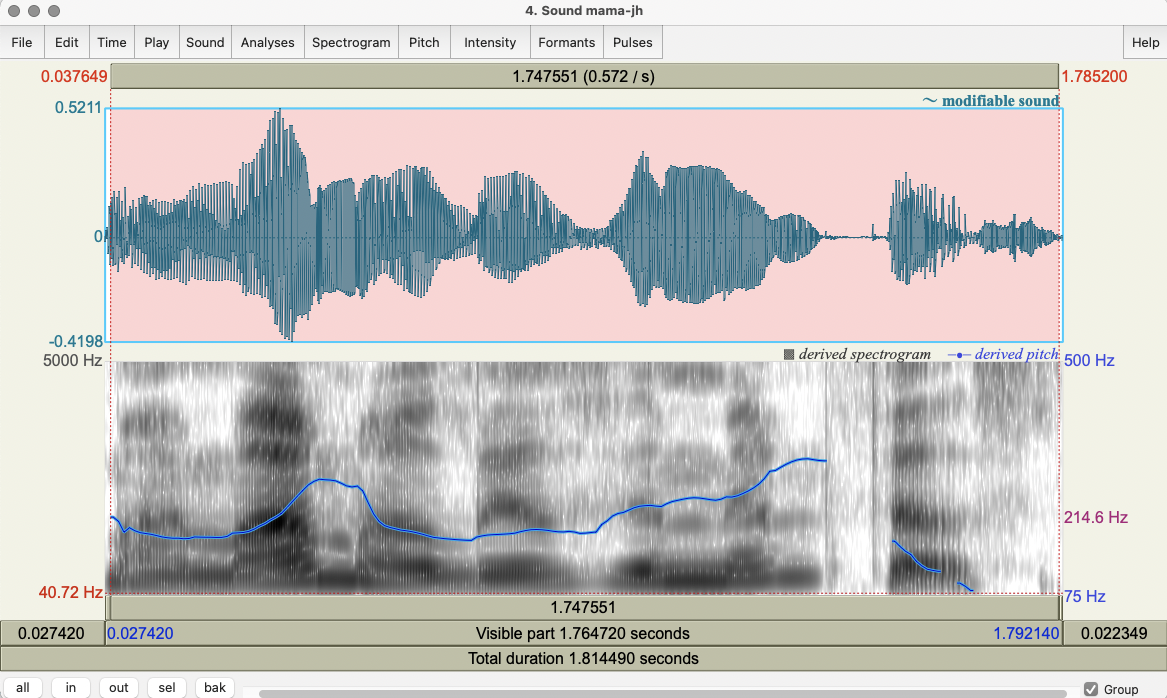 4. Sound mama-jh
File Edit Time Play Sound Analyses Spectrogram Pitch Intensity Formants Pulses Help
0.037649 1.747551 (0.572 / s) 1.785200
~ modifiable sound
0.5211
0
-0.4198
5000 Hz derived spectrogram derived pitch 500 Hz
214.6 Hz
40.72 Hz 75 Hz
1.747551
0.027420 0.027420 Visible part 1.764720 seconds 1.792140 0.022349
Total duration 1.814490 seconds
all in out sel bak Group